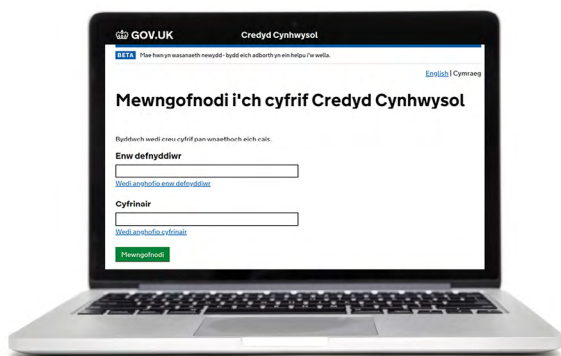 GOV.UK Credyd Cynhwysol
BETA Mae hwn yn wasanaeth newydd - bydd eich adborth yn ein helpu i'w wella.
English | Cymraeg
Mewngofnodi i'ch cyfrif Credyd Cynhwysol
Byddwch wedi creu cyfrif pan wnaethoch eich cais.
Enw defnyddiwr
Wedi anghofio enw defnyddiwr
Cyfrinair
Wedi anghofio cyfrinair
Mewngofnodi